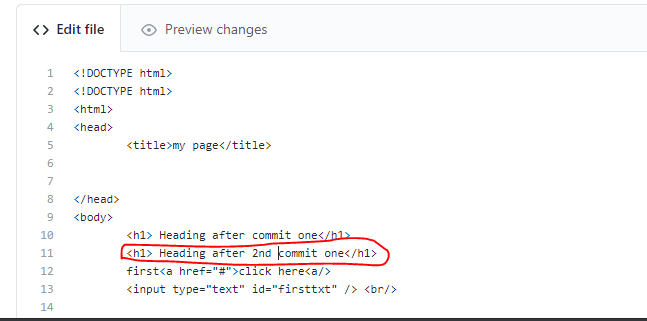 <> Edit file
Preview changes
1 <!DOCTYPE html>
2 <!DOCTYPE html>
3 <html>
4 <head>
5 <title>my page</title>
6
7
8 </head>
9 <body>
10 <h1> Heading after commit one</h1>
11 <h1> Heading after 2nd commit one</h1>
12 first<a href="#">click here<a/>
13 <input type="text" id="firsttxt" /> <br/>
14